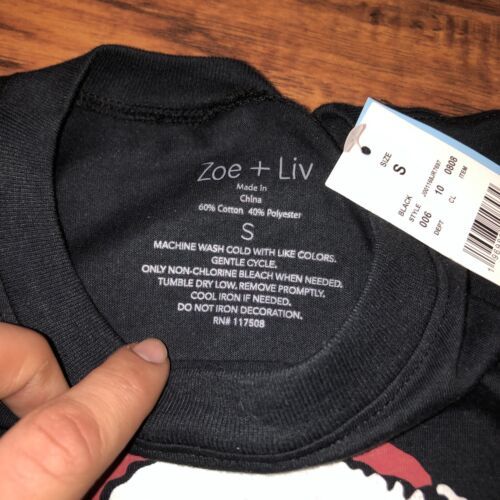 Zoe + Liv
Made In
China
60% Cotton 40% Polyester
S
MACHINE WASH COLD WITH LIKE COLORS.
GENTLE CYCLE.
ONLY NON-CHLORINE BLEACH WHEN NEEDED.
TUMBLE DRY LOW. REMOVE PROMPTLY.
COOL IRON IF NEEDED.
DO NOT IRON DECORATION.
RN# 117508
SIZE
S
BLACK
STYLE
006 10 0808
DEPT CL ITEM